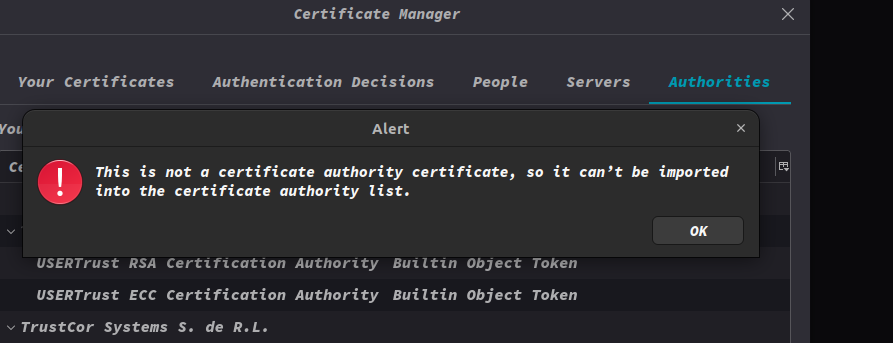 Certificate Manager
Your Certificates Authentication Decisions People Servers Authorities
You
Alert
Ce
This is not a certificate authority certificate, so it can’t be imported
into the certificate authority list.
OK
USERTrust RSA Certification Authority Builtin Object Token
USERTrust ECC Certification Authority Builtin Object Token
TrustCor Systems S. de R.L.